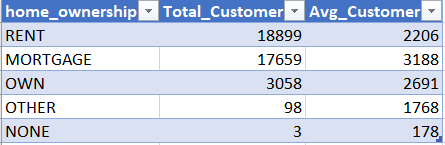 home_ownership Total_Customer Avg_Customer
RENT 18899 2206
MORTGAGE 17659 3188
OWN 3058 2691
OTHER 98 1768
NONE 3 178